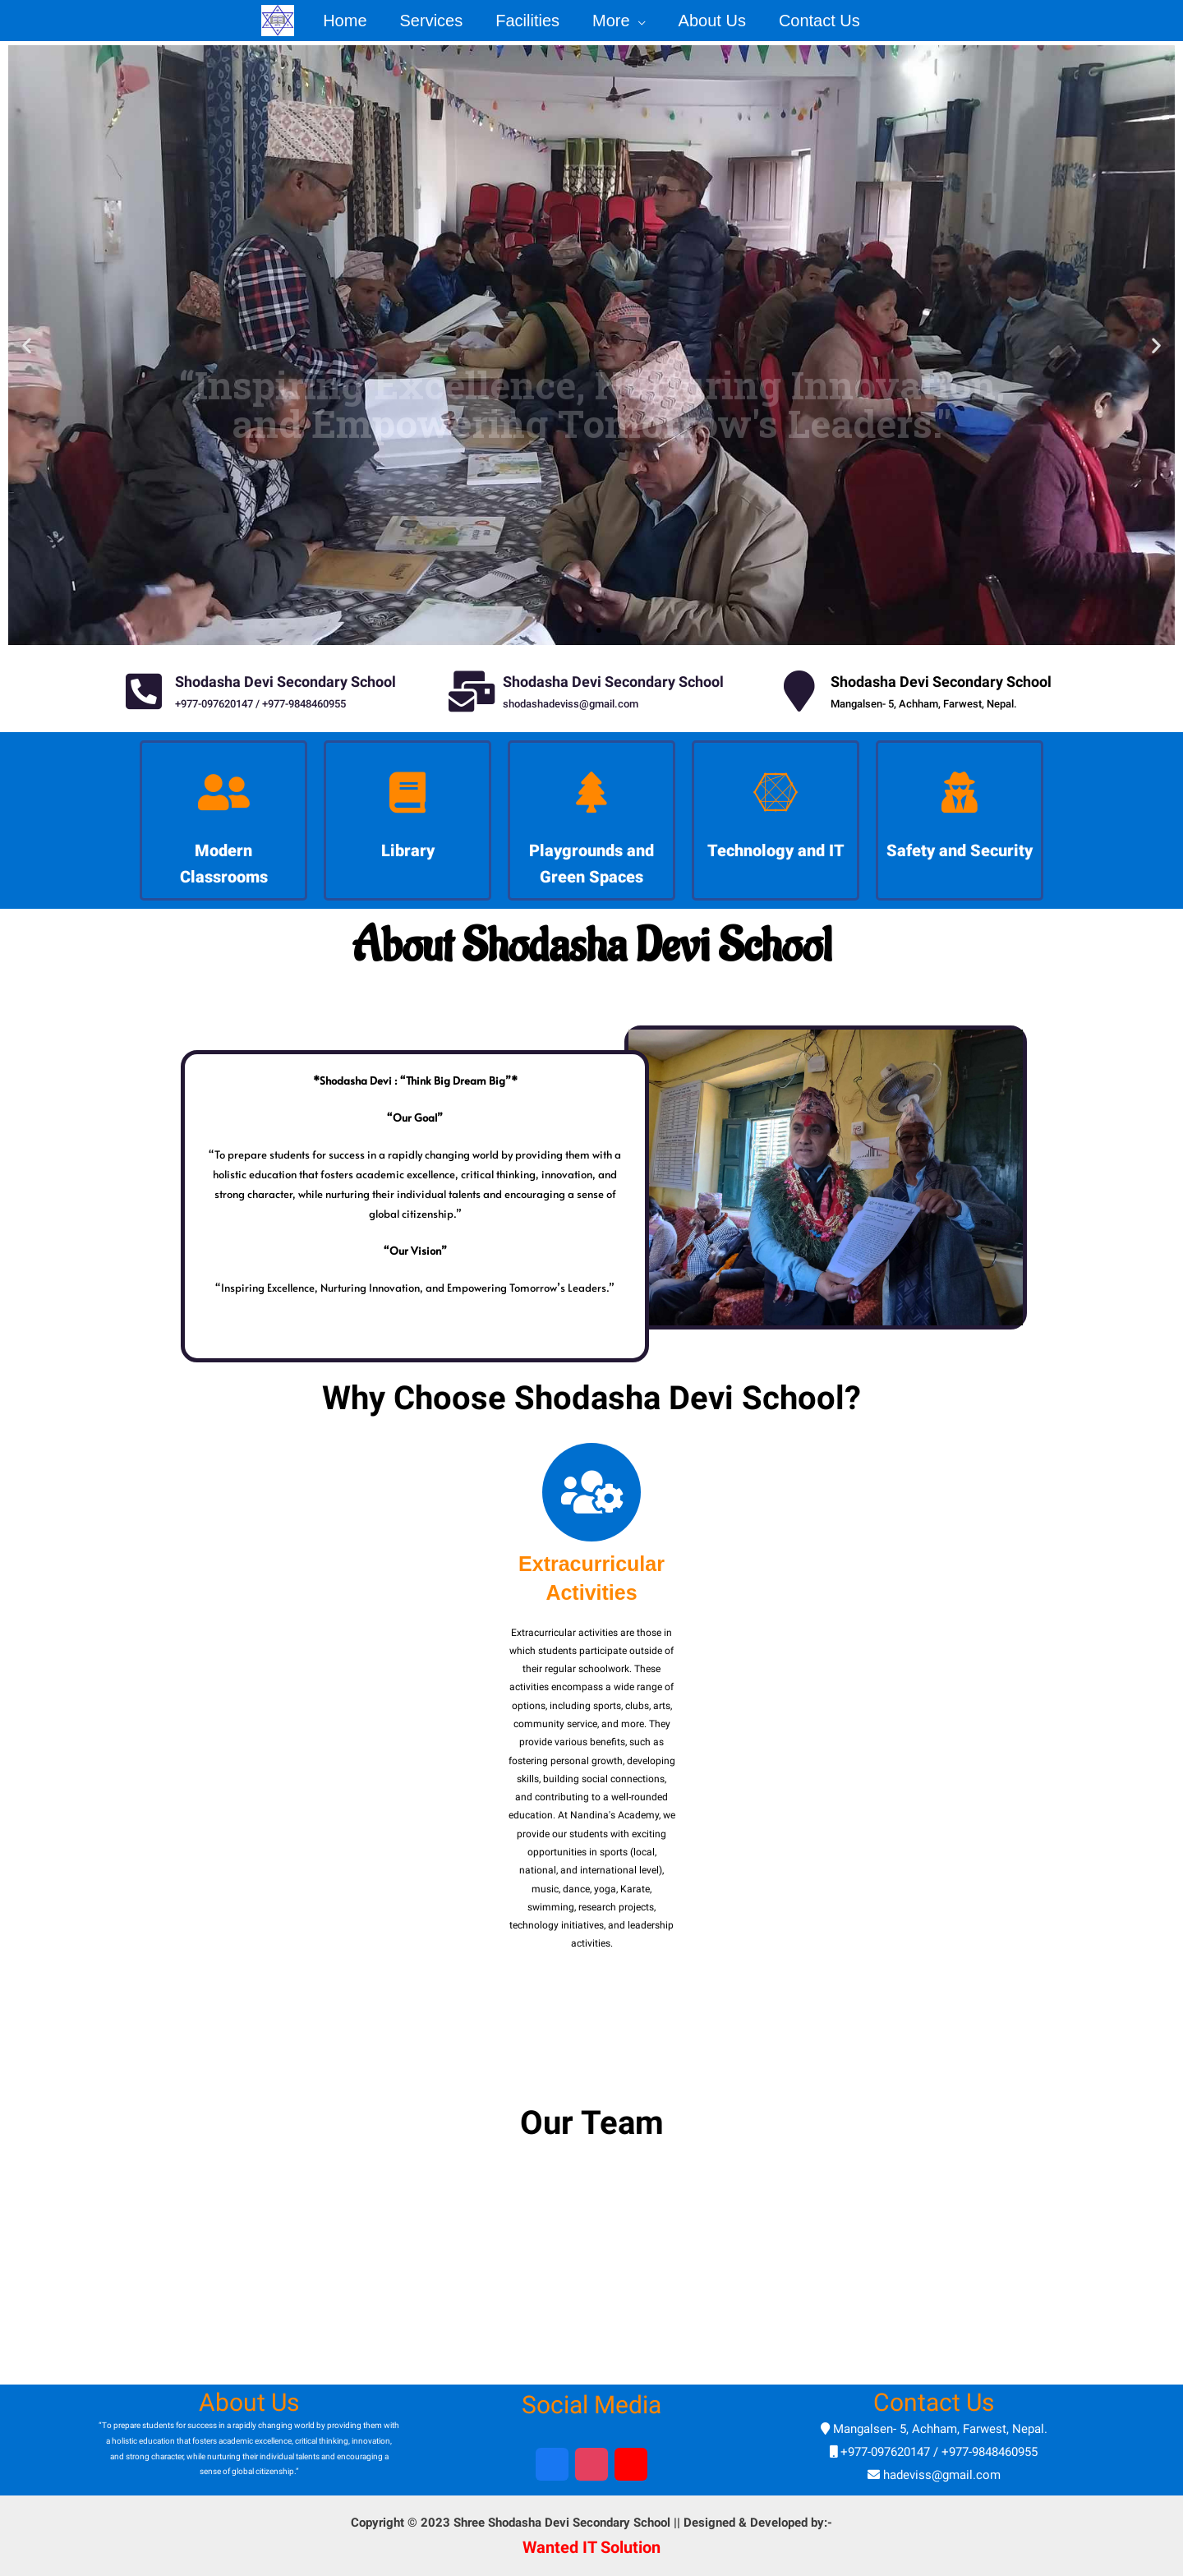 Home Services Facilities More About Us Contact Us
“Inspiring Excellence, Nurturing Innovation,
and Empowering Tomorrow's Leaders.”
Shodasha Devi Secondary School
+977-097620147 / +977-9848460955
Shodasha Devi Secondary School
shodashadeviss@gmail.com
Shodasha Devi Secondary School
Mangalsen- 5, Achham, Farwest, Nepal.
Modern
Classrooms
Library
Playgrounds and
Green Spaces
Technology and IT
Safety and Security
About Shodasha Devi School
*Shodasha Devi : “Think Big Dream Big”*
“Our Goal”
“To prepare students for success in a rapidly changing world by providing them with a
holistic education that fosters academic excellence, critical thinking, innovation, and
strong character, while nurturing their individual talents and encouraging a sense of
global citizenship.”
“Our Vision”
“Inspiring Excellence, Nurturing Innovation, and Empowering Tomorrow’s Leaders.”
Why Choose Shodasha Devi School?
Extracurricular
Activities
Extracurricular activities are those in
which students participate outside of
their regular schoolwork. These
activities encompass a wide range of
options, including sports, clubs, arts,
community service, and more. They
provide various benefits, such as
fostering personal growth, developing
skills, building social connections,
and contributing to a well-rounded
education. At Nandina's Academy, we
provide our students with exciting
opportunities in sports (local,
national, and international level),
music, dance, yoga, Karate,
swimming, research projects,
technology initiatives, and leadership
activities.
Our Team
About Us
“To prepare students for success in a rapidly changing world by providing them with
a holistic education that fosters academic excellence, critical thinking, innovation,
and strong character, while nurturing their individual talents and encouraging a
sense of global citizenship.”
Social Media
Contact Us
Mangalsen- 5, Achham, Farwest, Nepal.
+977-097620147 / +977-9848460955
hadeviss@gmail.com
Copyright © 2023 Shree Shodasha Devi Secondary School || Designed & Developed by:-
Wanted IT Solution